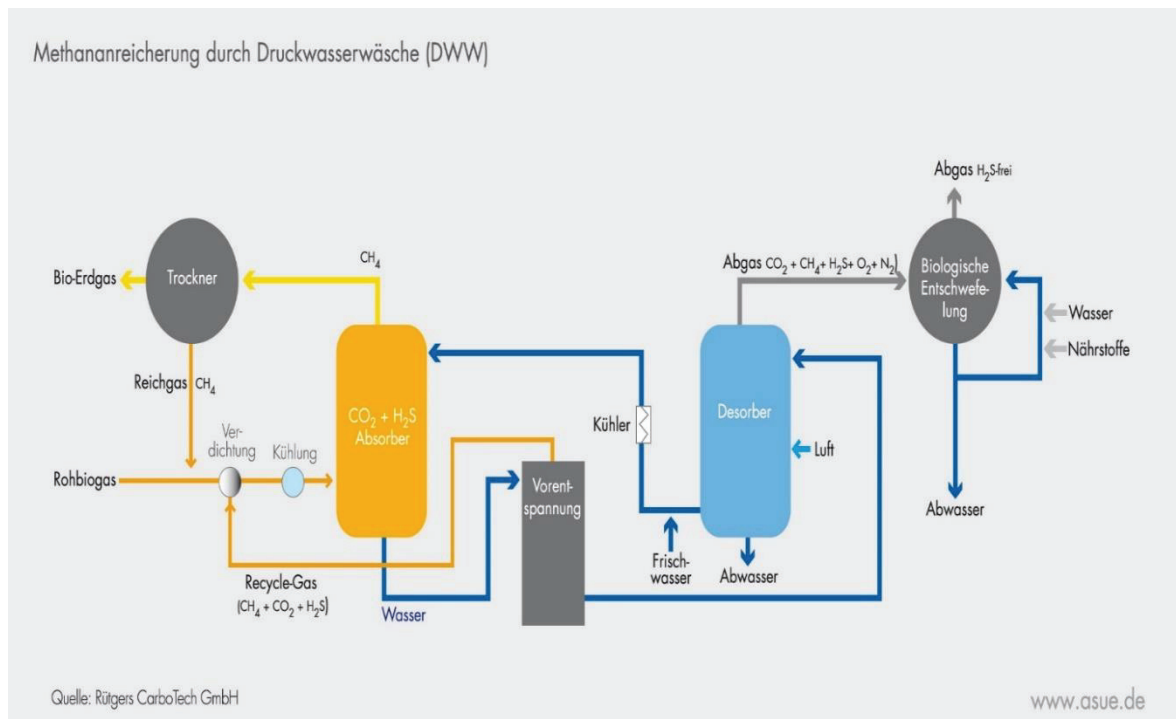 Methananreicherung durch Druckwasserwäsche (DWW)
Abgas H₂S-frei
CH₄
Abgas CO₂ + CH₄+ H₂S+ O₂+ N₂)
Bio-Erdgas
Trockner
Biologische
Entschwefe-
lung
Wasser
Nährstoffe
Reichgas CH₄
Ver-
dichtung
Kühlung
CO₂ + H₂S
Absorber
Kühler
Desorber
Luft
Rohbiogas
Vorent-
spannung
Abwasser
Frisch-
wasser
Abwasser
Recycle-Gas
(CH₄ + CO₂ + H₂S)
Wasser
Quelle: Rütgers CarboTech GmbH
www.asue.de